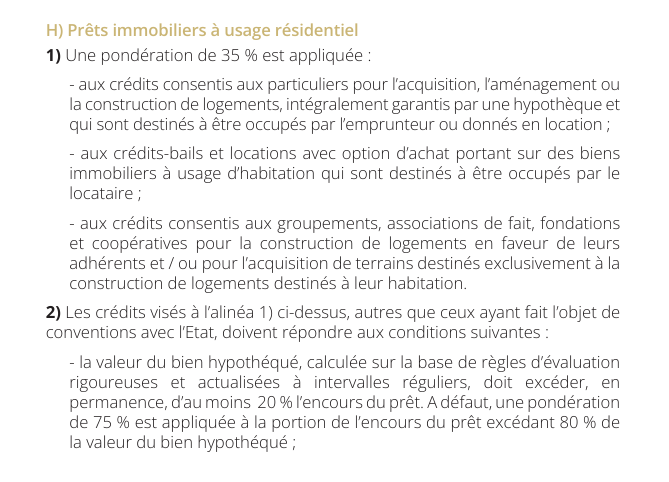 H) Prêts immobiliers à usage résidentiel
1) Une pondération de 35 % est appliquée :
- aux crédits consentis aux particuliers pour l’acquisition, l’aménagement ou
la construction de logements, intégralement garantis par une hypothèque et
qui sont destinés à être occupés par l’emprunteur ou donnés en location ;
- aux crédits-bails et locations avec option d’achat portant sur des biens
immobiliers à usage d’habitation qui sont destinés à être occupés par le
locataire ;
- aux crédits consentis aux groupements, associations de fait, fondations
et coopératives pour la construction de logements en faveur de leurs
adhérents et / ou pour l’acquisition de terrains destinés exclusivement à la
construction de logements destinés à leur habitation.
2) Les crédits visés à l’alinéa 1) ci-dessus, autres que ceux ayant fait l’objet de
conventions avec l’Etat, doivent répondre aux conditions suivantes :
- la valeur du bien hypothéqué, calculée sur la base de règles d’évaluation
rigoureuses et actualisées à intervalles réguliers, doit excéder, en
permanence, d’au moins 20 % l’encours du prêt. A défaut, une pondération
de 75 % est appliquée à la portion de l’encours du prêt excédant 80 % de
la valeur du bien hypothéqué ;